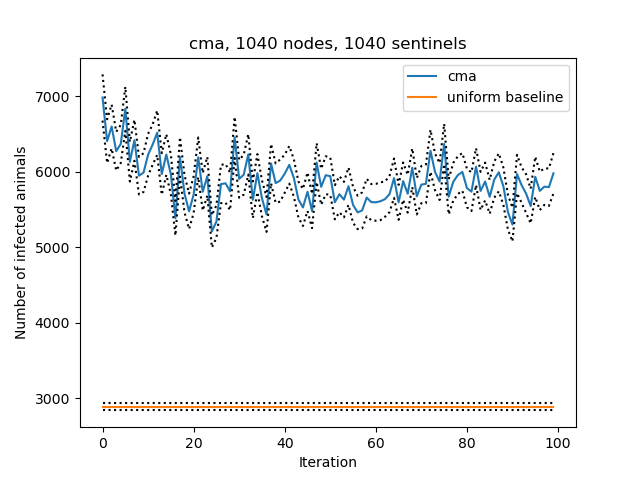 cma, 1040 nodes, 1040 sentinels
cma
uniform baseline
Number of infected animals
7000
6000
5000
4000
3000
0 20 40 60 80 100
Iteration